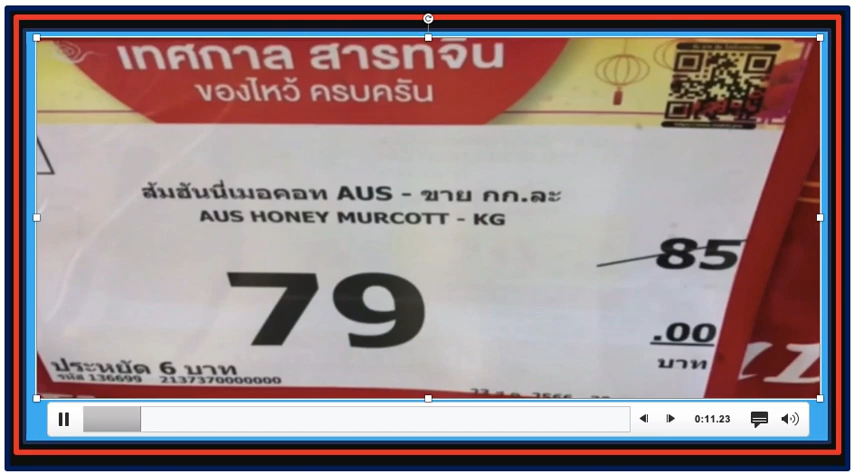 เทศกาล สารทจีน
ของไหว้ ครบครัน
ส้มฮันนี่เมอคอท AUS - ขาย กก.ละ
AUS HONEY MURCOTT - KG
85
79
.00
บาท
ประหยัด 6 บาท
รหัส 136699 2137370000000
0:11.23